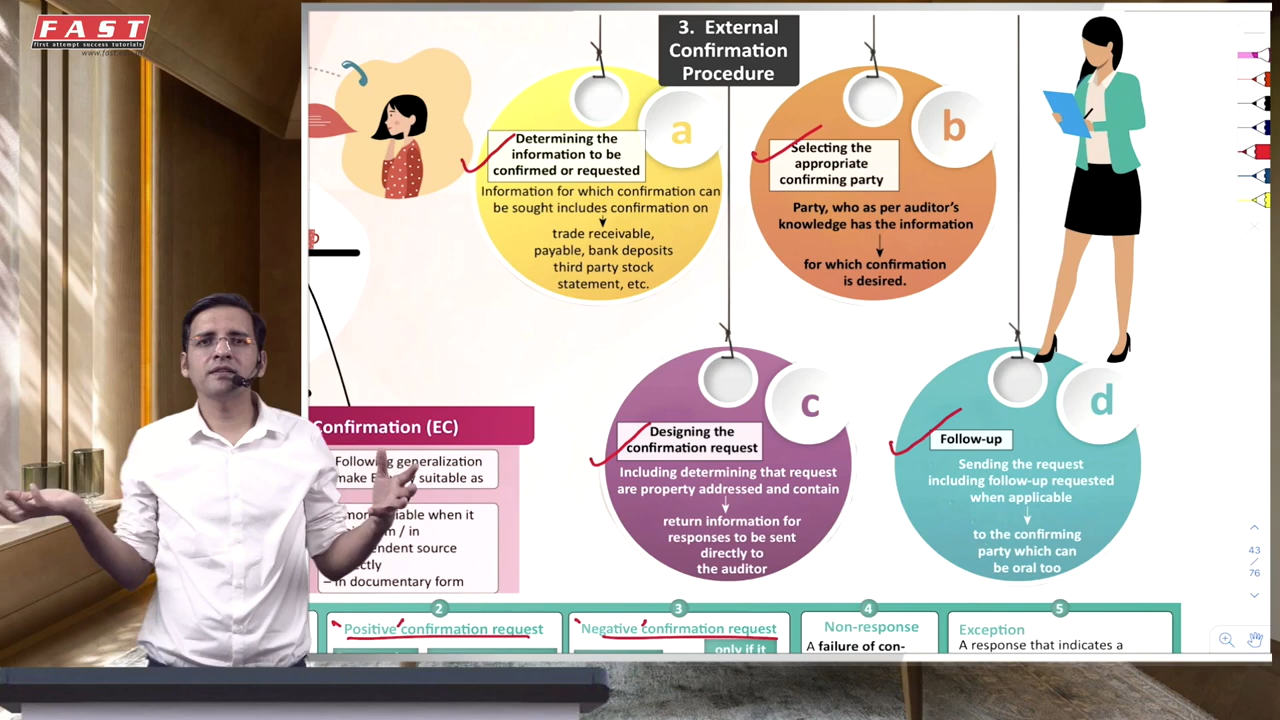 FAST
first attempt success tutorials
3. External
Confirmation
Procedure
a
Determining the
information to be
confirmed or requested
Information for which confirmation can
be sought includes confirmation on
trade receivable,
payable, bank deposits
third party stock
statement, etc.
b
Selecting the
appropriate
confirming party
Party, who as per auditor's
knowledge has the information
for which confirmation
is desired.
c
Designing the
confirmation request
Including determining that request
are property addressed and contain
return information for
responses to be sent
directly to
the auditor
d
Follow-up
Sending the request
including follow-up requested
when applicable
to the confirming
party which can
be oral too
Confirmation (EC)
Following generalization
make suitable as
when it
/ in
source
– In documentary form
2
Positive confirmation request
3
Negative confirmation request
only if it
4
Non-response
A failure of con-
5
Exception
A response that indicates a
43
/
76